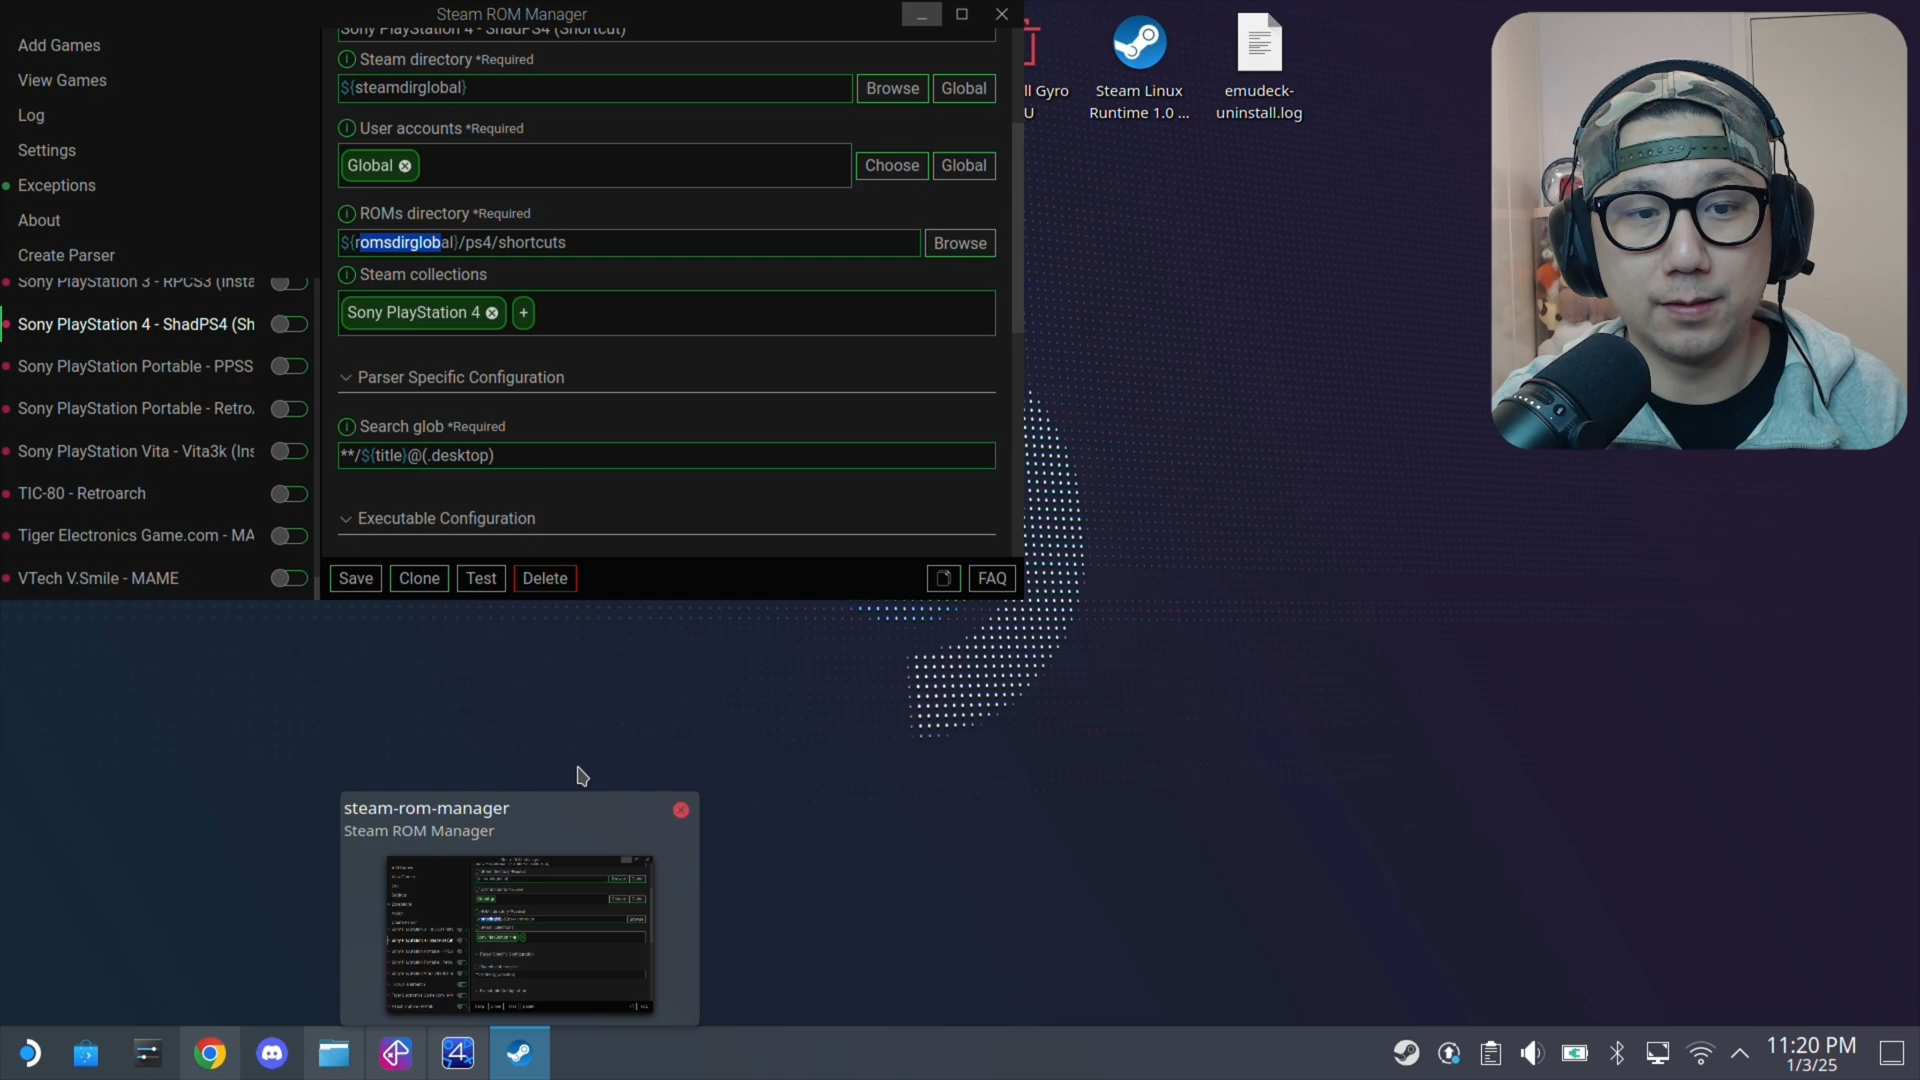 Steam ROM Manager
Add Games
View Games
Log
Settings
Exceptions
About
Create Parser
Sony PlayStation 3 - RPCS3 (Insta
Sony PlayStation 4 - ShadPS4 (Sh
Sony PlayStation Portable - PPSS
Sony PlayStation Portable - Retro
Sony PlayStation Vita - Vita3k (Ins
TIC-80 - Retroarch
Tiger Electronics Game.com - MA
VTech V.Smile - MAME
Sony PlayStation 4 - ShadPS4 (Shortcut)
Steam directory *Required
${steamdirglobal}
Browse
Global
User accounts *Required
Global
Choose
Global
ROMs directory *Required
${romsdirglobal}/ps4/shortcuts
Browse
Steam collections
Sony PlayStation 4
+
Parser Specific Configuration
Search glob *Required
**/${title}@(.desktop)
Executable Configuration
Save
Clone
Test
Delete
FAQ
ll Gyro
U
Steam Linux
Runtime 1.0 ...
emudeck-
uninstall.log
steam-rom-manager
Steam ROM Manager
11:20 PM
1/3/25